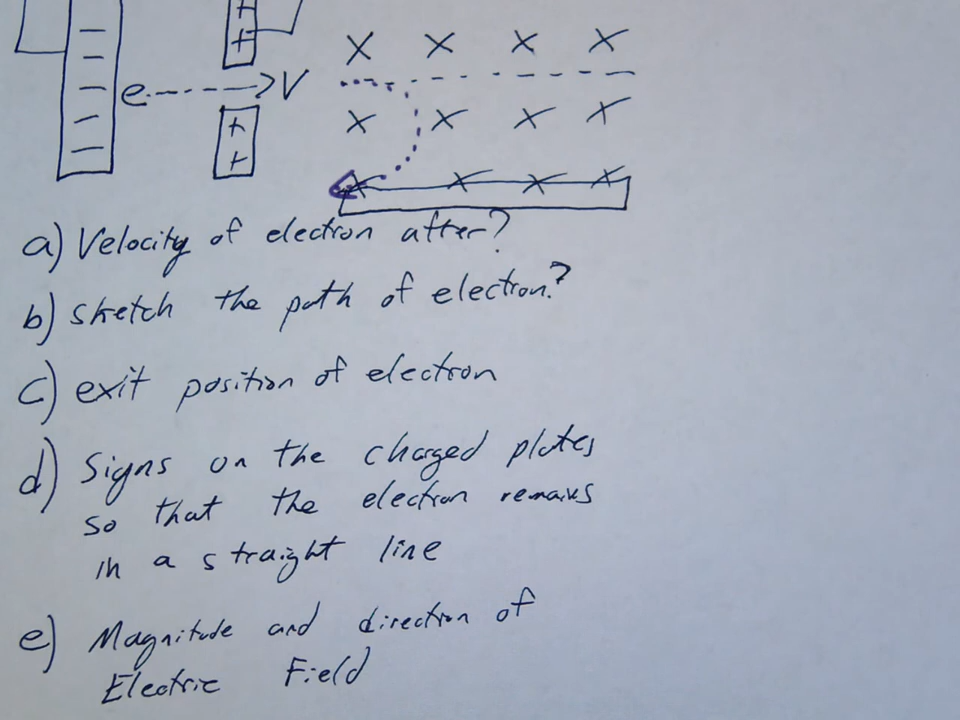 e V
X X X X
X X X X
X X X X
a) Velocity of electron after?
b) sketch the path of electron?
c) exit position of electron
d) Signs on the charged plates
so that the electron remains
in a straight line
e) Magnitude and direction of
Electric Field